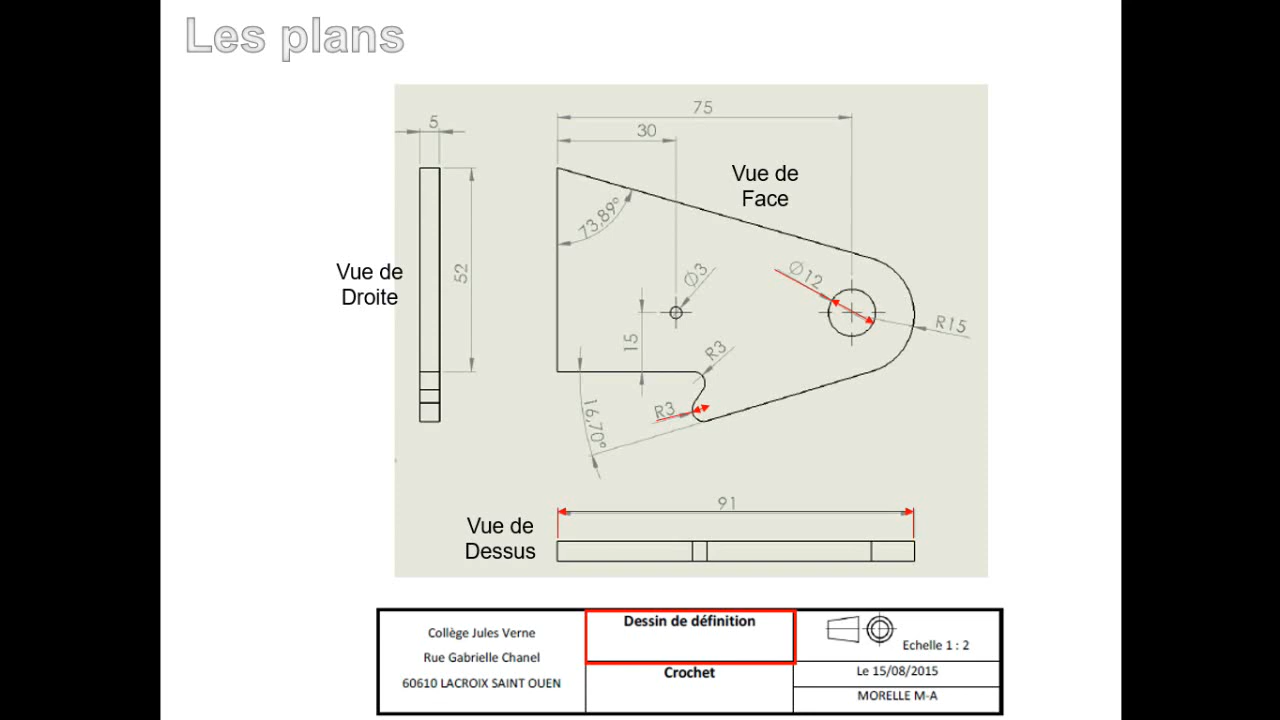 Les plans
75
5
30
Vue de
Face
73,89°
Vue de
Droite
52
Ø3
Ø12
R15
15
R3
R3
16,70°
91
Vue de
Dessus
Collège Jules Verne
Rue Gabrielle Chanel
60610 LACROIX SAINT OUEN
Dessin de définition
Crochet
Echelle 1 : 2
Le 15/08/2015
MORELLE M-A